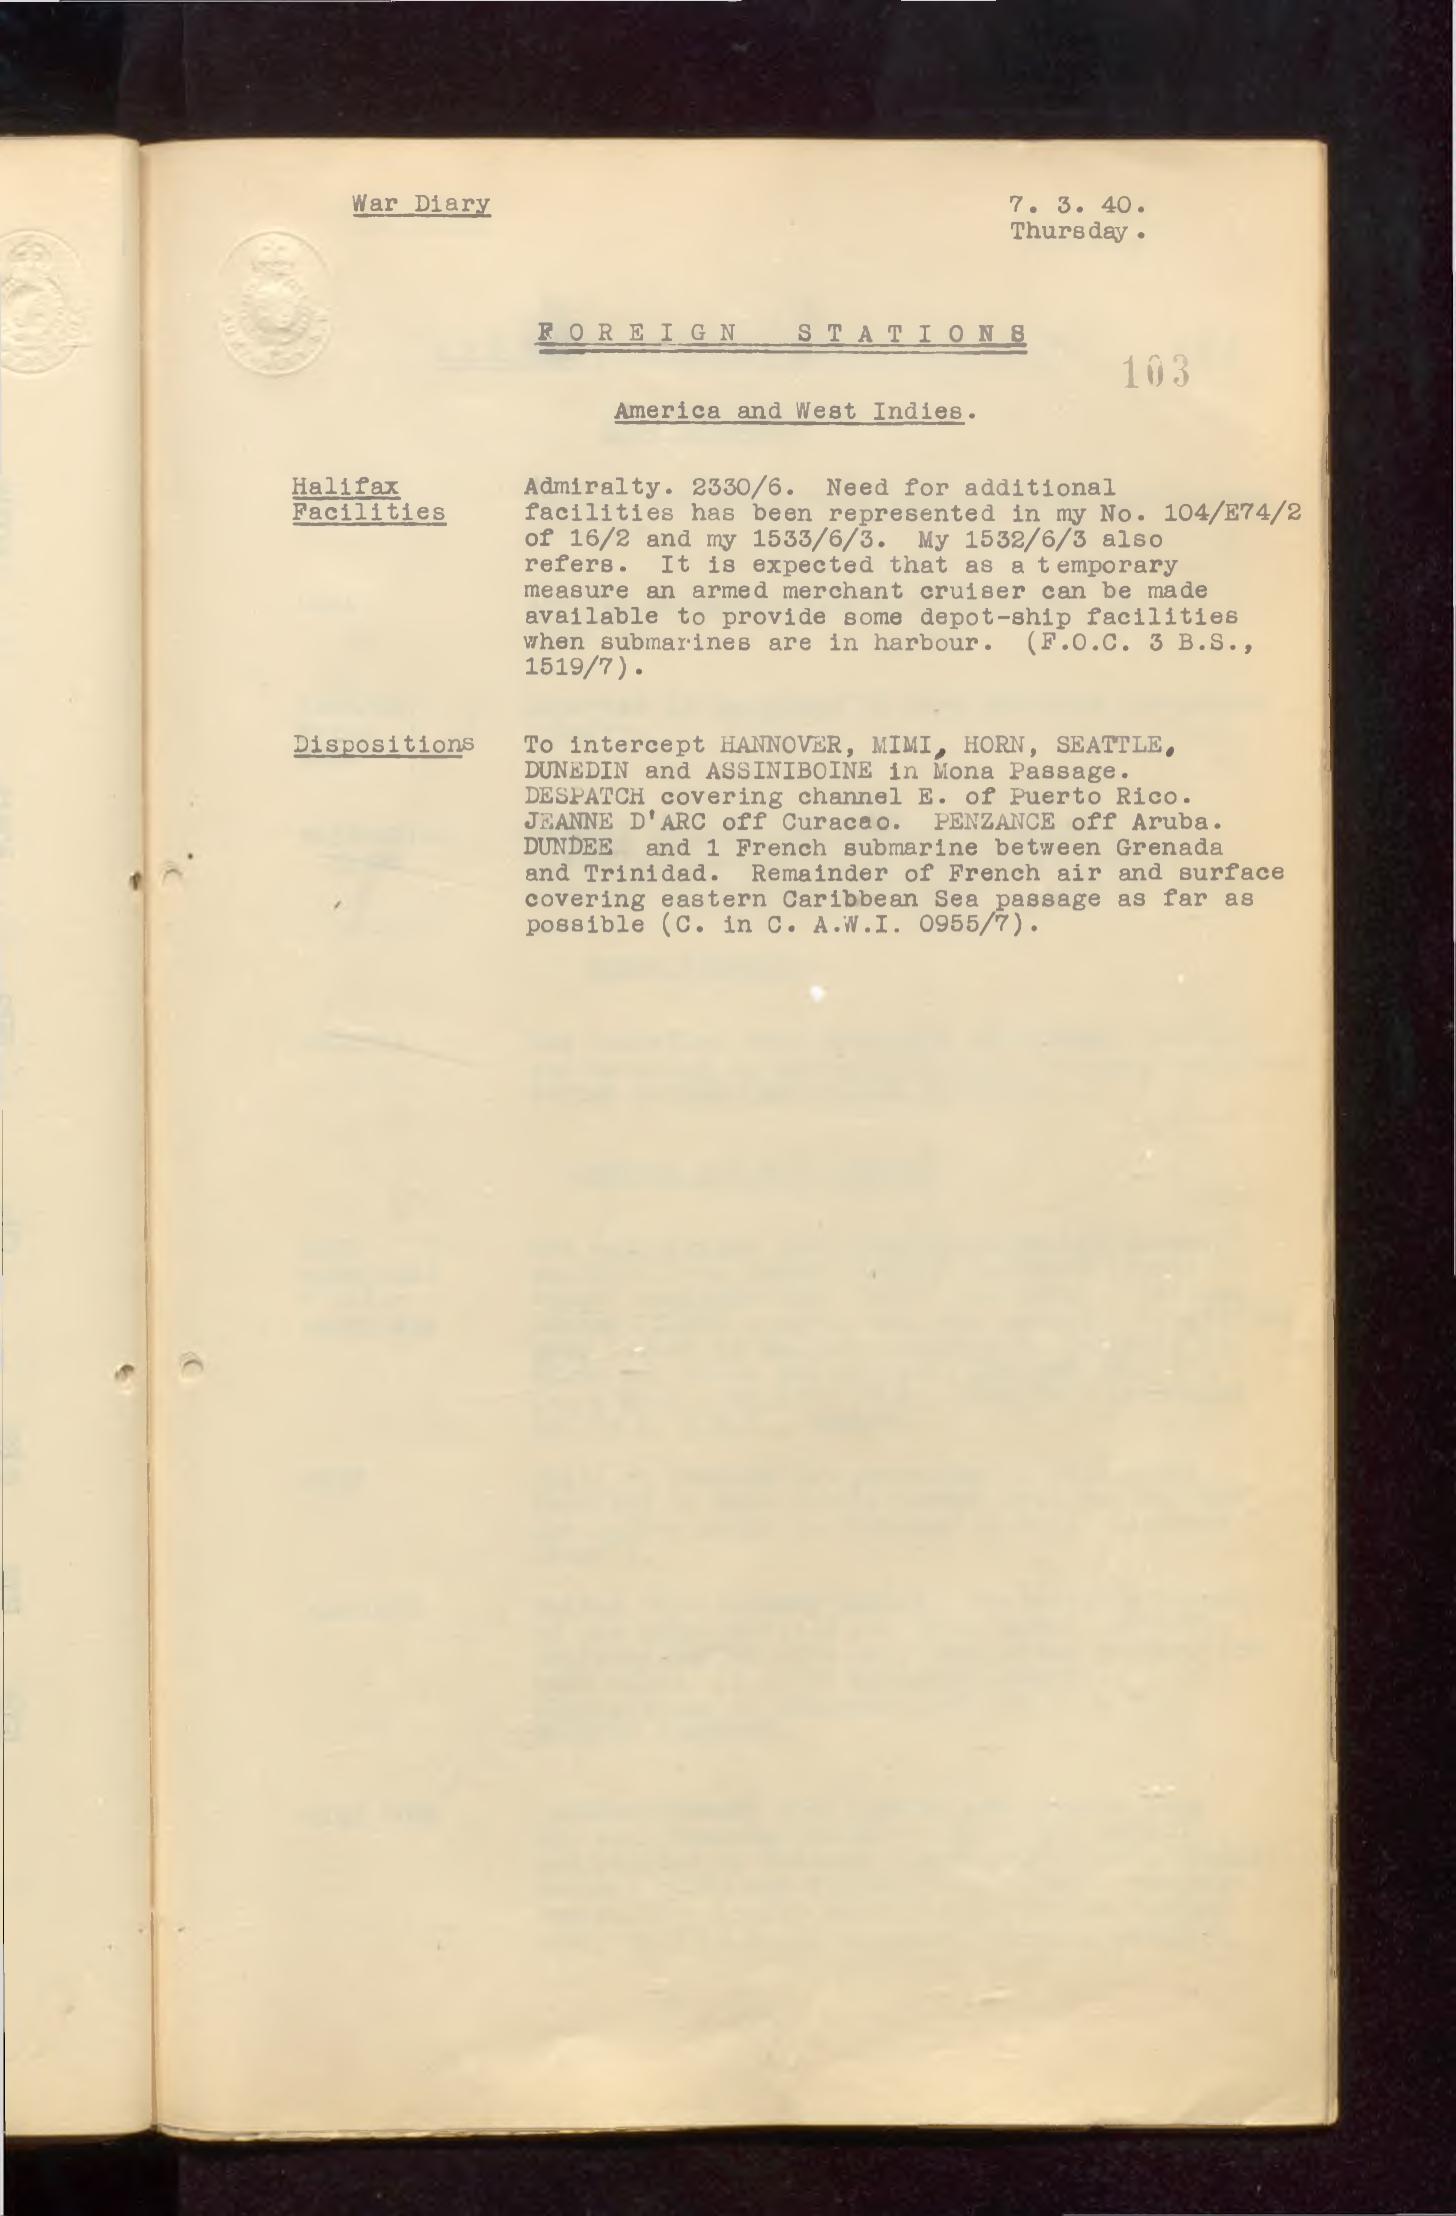 War Diary
7. 3. 40.
Thursday.
FOREIGN STATIONS
103
America and West Indies.
Halifax
Facilities
Admiralty. 2330/6. Need for additional
facilities has been represented in my No. 104/E74/2
of 16/2 and my 1533/6/3. My 1532/6/3 also
refers. It is expected that as a temporary
measure an armed merchant cruiser can be made
available to provide some depot-ship facilities
when submarines are in harbour. (F.O.C. 3 B.S.,
1519/7).
Dispositions
To intercept HANNOVER, MIMI, HORN, SEATTLE,
DUNEDIN and ASSINIBOINE in Mona Passage.
DESPATCH covering channel E. of Puerto Rico.
JEANNE D'ARC off Curacao. PENZANCE off Aruba.
DUNDEE and 1 French submarine between Grenada
and Trinidad. Remainder of French air and surface
covering eastern Caribbean Sea passage as far as
possible (C. in C. A.W.I. 0955/7).